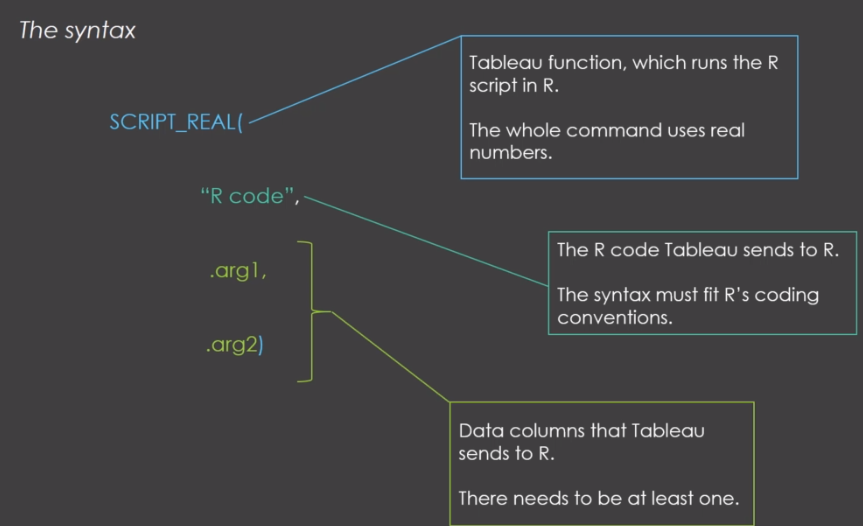 The syntax
SCRIPT_REAL(
Tableau function, which runs the R
script in R.
The whole command uses real
numbers.
“R code”,
The R code Tableau sends to R.
The syntax must fit R’s coding
conventions.
.arg1,
.arg2)
Data columns that Tableau
sends to R.
There needs to be at least one.